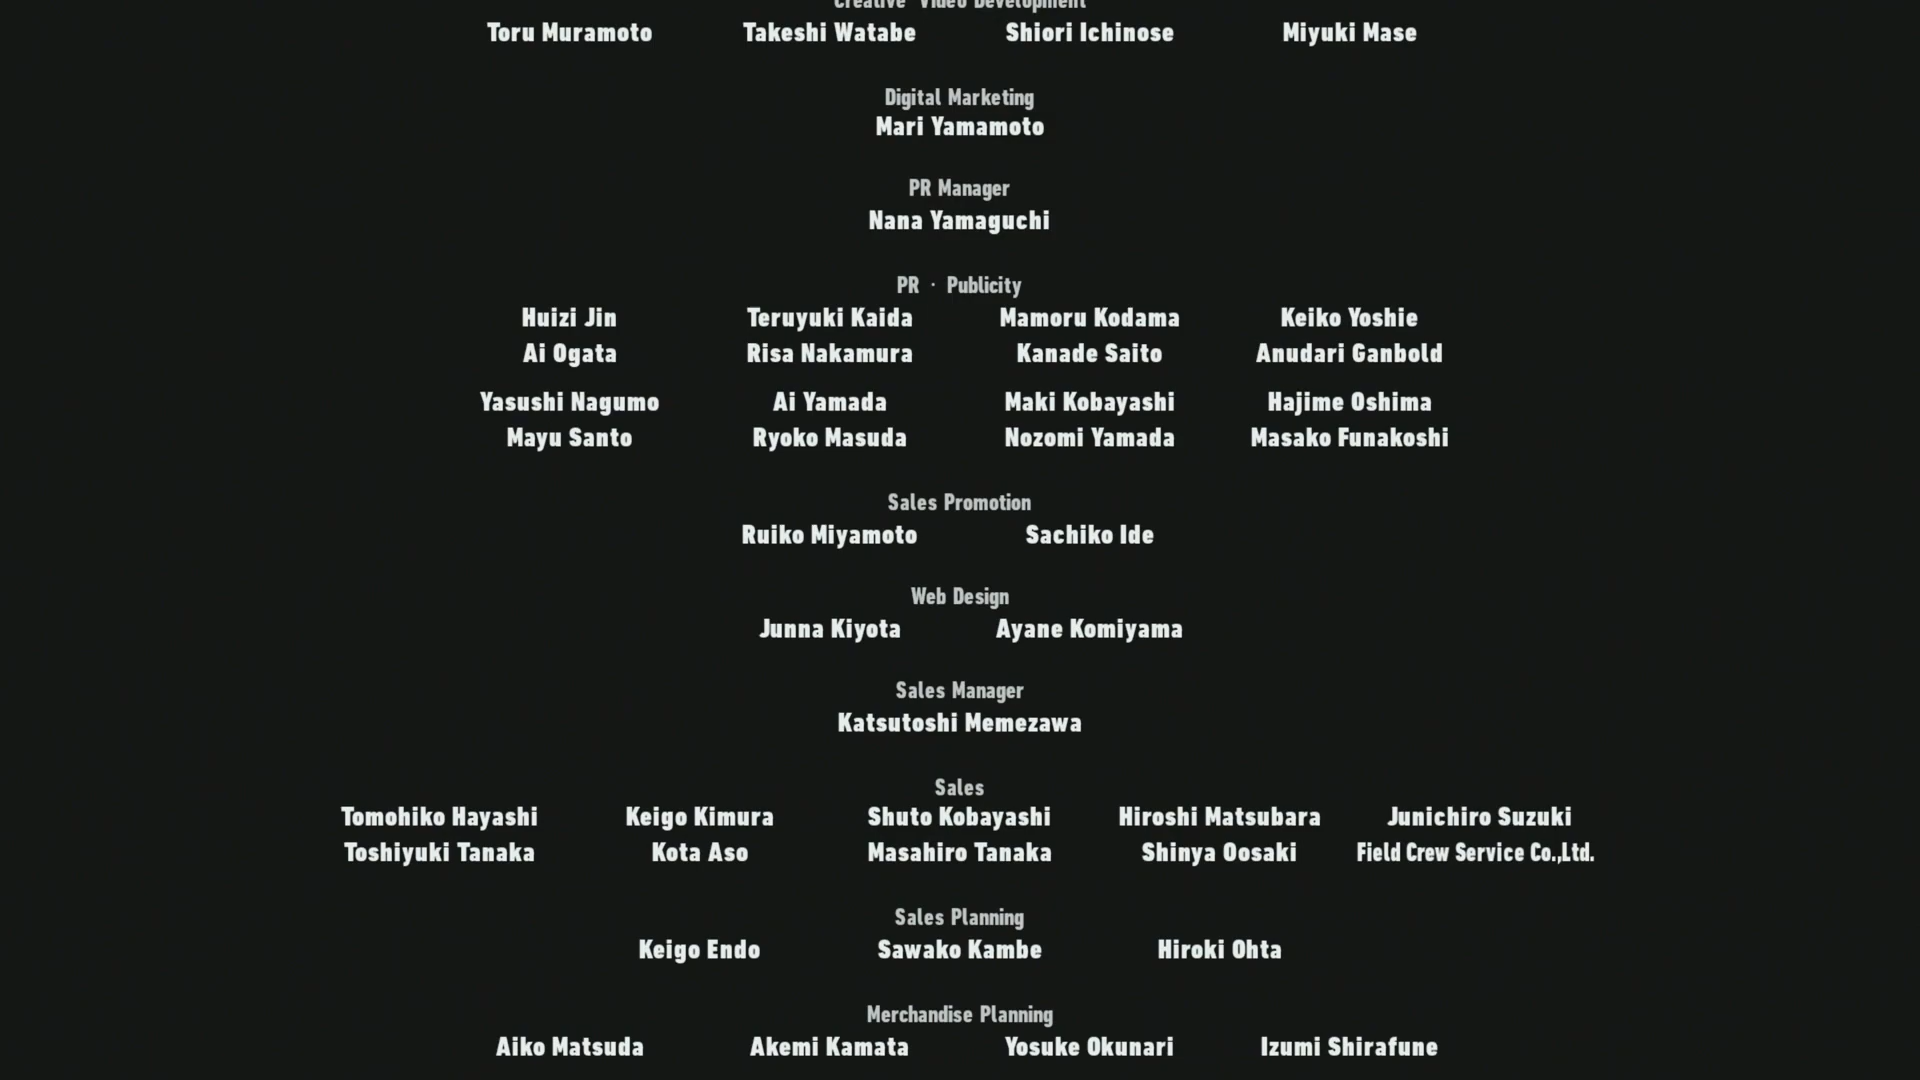 Creative Video Development
Toru Muramoto Takeshi Watabe Shiori Ichinose Miyuki Mase
Digital Marketing
Mari Yamamoto
PR Manager
Nana Yamaguchi
PR · Publicity
Huizi Jin Teruyuki Kaida Mamoru Kodama Keiko Yoshie
Ai Ogata Risa Nakamura Kanade Saito Anudari Ganbold
Yasushi Nagumo Ai Yamada Maki Kobayashi Hajime Oshima
Mayu Santo Ryoko Masuda Nozomi Yamada Masako Funakoshi
Sales Promotion
Ruiko Miyamoto Sachiko Ide
Web Design
Junna Kiyota Ayane Komiyama
Sales Manager
Katsutoshi Memezawa
Sales
Tomohiko Hayashi Keigo Kimura Shuto Kobayashi Hiroshi Matsubara Junichiro Suzuki
Toshiyuki Tanaka Kota Aso Masahiro Tanaka Shinya Oosaki Field Crew Service Co.,Ltd.
Sales Planning
Keigo Endo Sawako Kambe Hiroki Ohta
Merchandise Planning
Aiko Matsuda Akemi Kamata Yosuke Okunari Izumi Shirafune